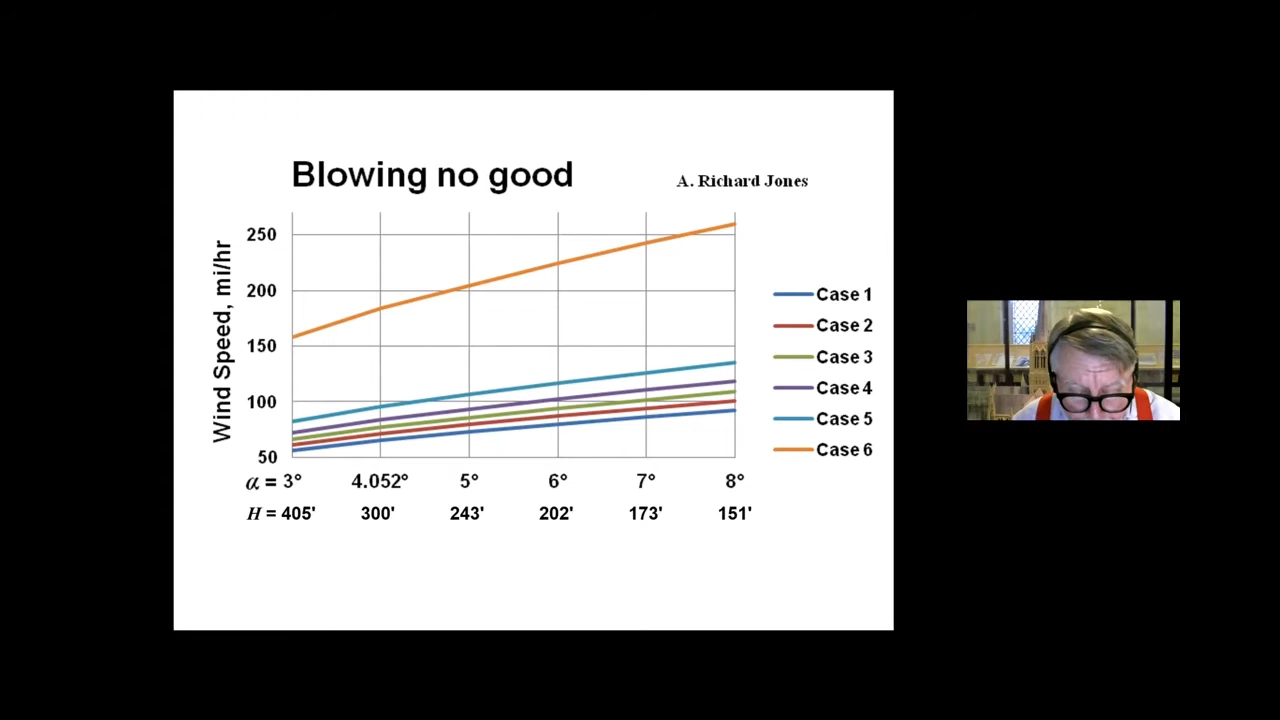 Blowing no good
A. Richard Jones
Wind Speed, mi/hr
250
200
150
100
50
Case 1
Case 2
Case 3
Case 4
Case 5
Case 6
α = 3° 4.052° 5° 6° 7° 8°
H = 405' 300' 243' 202' 173' 151'